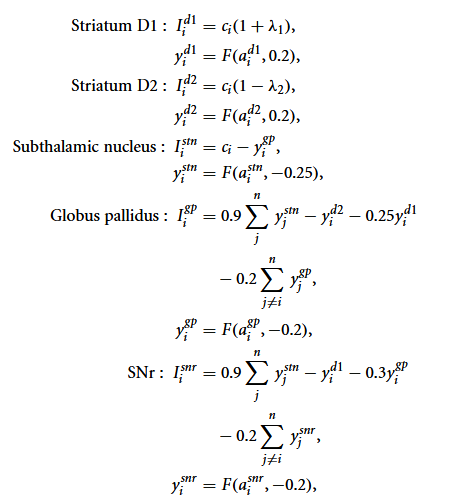 Striatum D1 : I_i^{d1} = c_i(1 + λ_1),
y_i^{d1} = F(a_i^{d1}, 0.2),
Striatum D2 : I_i^{d2} = c_i(1 − λ_2),
y_i^{d2} = F(a_i^{d2}, 0.2),
Subthalamic nucleus : I_i^{stn} = c_i − y_i^{gp},
y_i^{stn} = F(a_i^{stn}, −0.25),
Globus pallidus : I_i^{gp} = 0.9 ∑_j^n y_j^{stn} − y_i^{d2} − 0.25y_i^{d1}
− 0.2 ∑_{j≠i}^n y_j^{gp},
y_i^{gp} = F(a_i^{gp}, −0.2),
SNr : I_i^{snr} = 0.9 ∑_j^n y_j^{stn} − y_i^{d1} − 0.3y_i^{gp}
− 0.2 ∑_{j≠i}^n y_j^{snr},
y_i^{snr} = F(a_i^{snr}, −0.2),